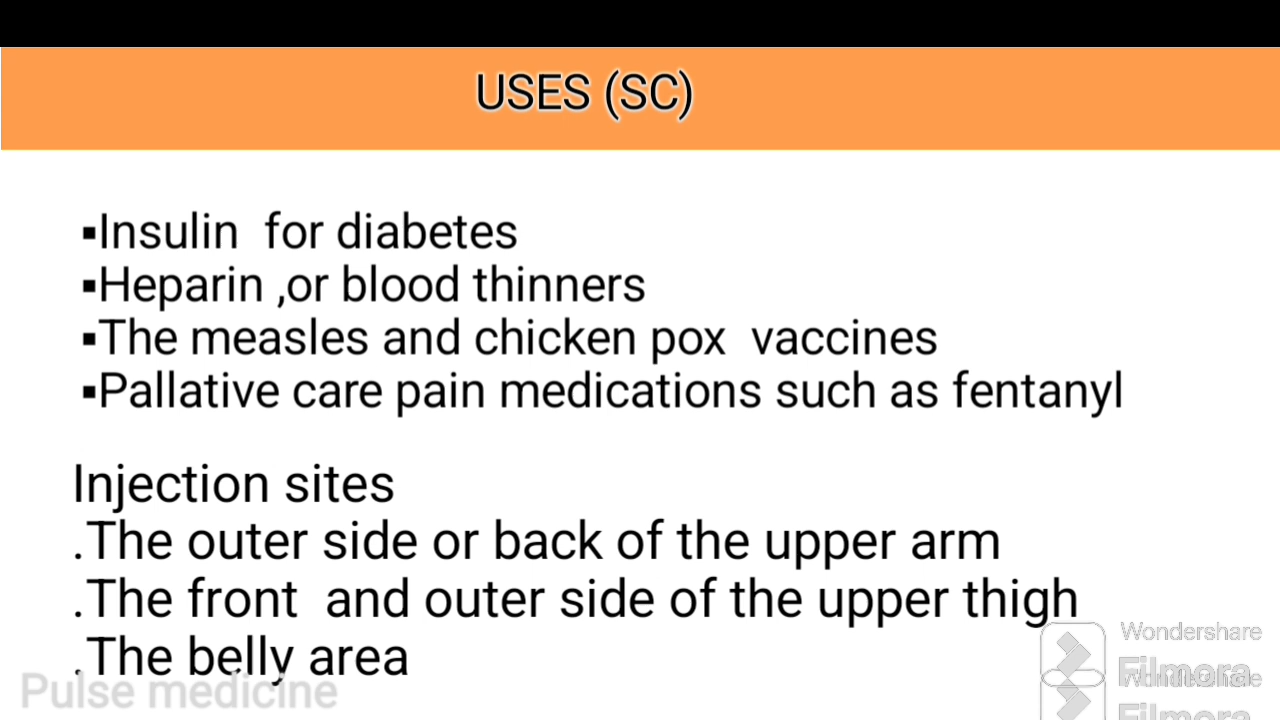 USES (SC)
▪Insulin for diabetes
▪Heparin ,or blood thinners
▪The measles and chicken pox vaccines
▪Pallative care pain medications such as fentanyl
Injection sites
.The outer side or back of the upper arm
.The front and outer side of the upper thigh
.The belly area
Pulse medicine
Wondershare
Filmora
Wondershare
Filmora